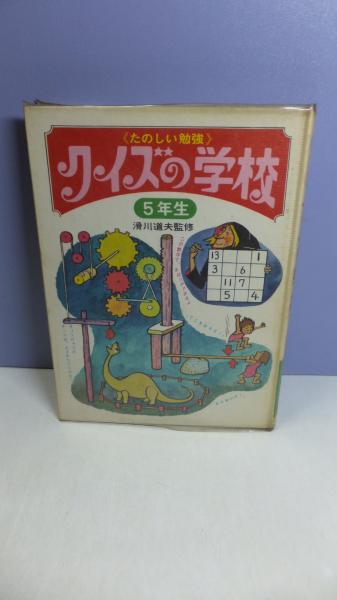 《たのしい勉強》
クイズの学校
5年生
滑川道夫監修
13 1
3 6
11 7
5 4